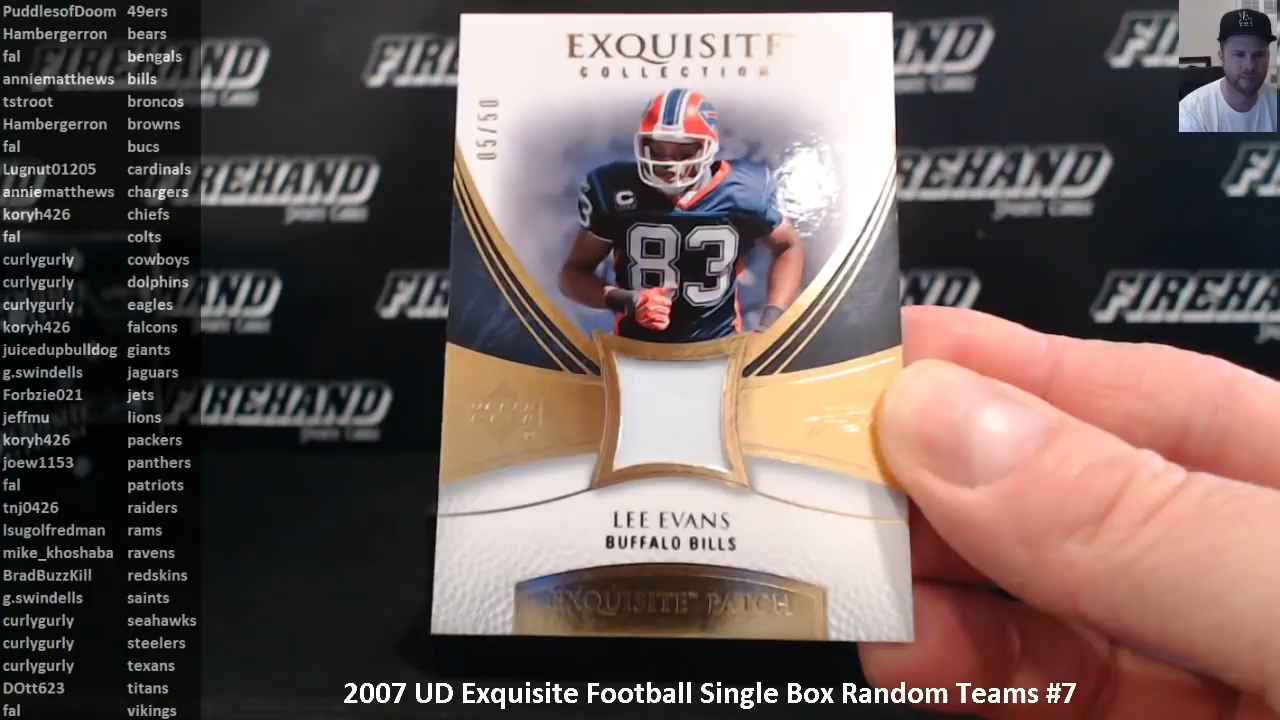 PuddlesofDoom 49ers
Hambergerron bears
fal bengals
anniematthews bills
tstroot broncos
Hambergerron browns
fal bucs
Lugnut01205 cardinals
anniematthews chargers
koryh426 chiefs
fal colts
curlygurly cowboys
curlygurly dolphins
curlygurly eagles
koryh426 falcons
juicedupbulldog giants
g.swindells jaguars
Forbzie021 jets
jeffmu lions
koryh426 packers
joew1153 panthers
fal patriots
tnj0426 raiders
lsugolfredman rams
mike_khoshaba ravens
BradBuzzKill redskins
g.swindells saints
curlygurly seahawks
curlygurly steelers
curlygurly texans
DOtt623 titans
fal vikings
EXQUISITE
COLLECTION
05/50
C
83
LEE EVANS
BUFFALO BILLS
EXQUISITE PATCH
FIREHAND
FIREHAND
FIREHAND
2007 UD Exquisite Football Single Box Random Teams #7